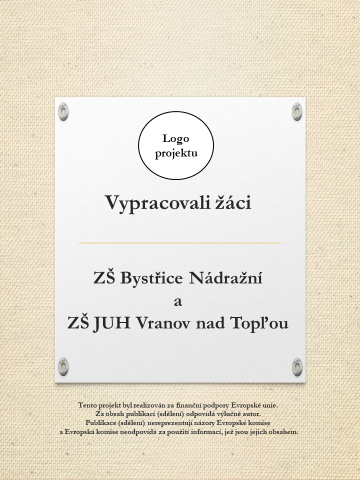 Logo
projektu
Vypracovali žáci
ZŠ Bystřice Nádražní
a
ZŠ JUH Vranov nad Topľou
Tento projekt byl realizován za finanční podpory Evropské unie.
Za obsah publikací (sdělení) odpovídá výlučně autor.
Publikace (sdělení) nereprezentují názory Evropské komise
a Evropská komise neodpovídá za použití informací, jež jsou jejich obsahem.